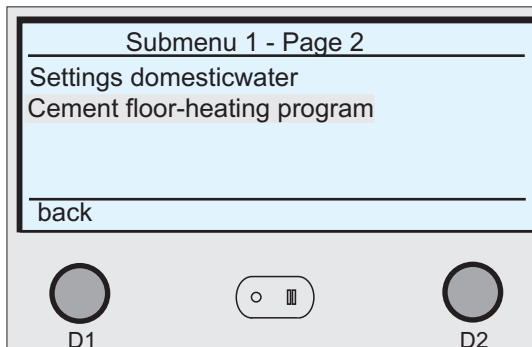 Submenu 1 - Page 2
Settings domesticwater
Cement floor-heating program
back
D1 D2